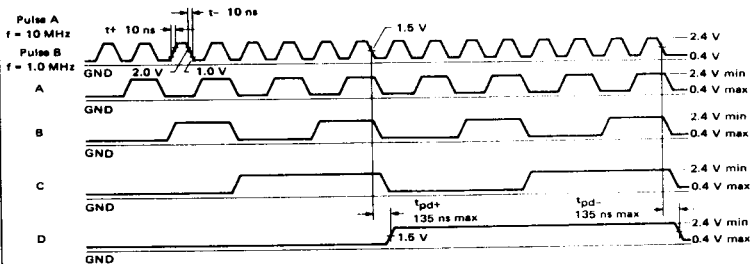 Pulse A
f = 10 MHz
t+ 10 ns
t- 10 ns
1.5 V
2.4 V
0.4 V
Pulse B
f = 1.0 MHz
GND
2.0 V
1.0 V
A
2.4 V min
0.4 V max
GND
B
2.4 V min
0.4 V max
GND
C
2.4 V min
0.4 V max
GND
tpd+
135 ns max
tpd-
135 ns max
D
1.5 V
2.4 V min
0.4 V max
GND